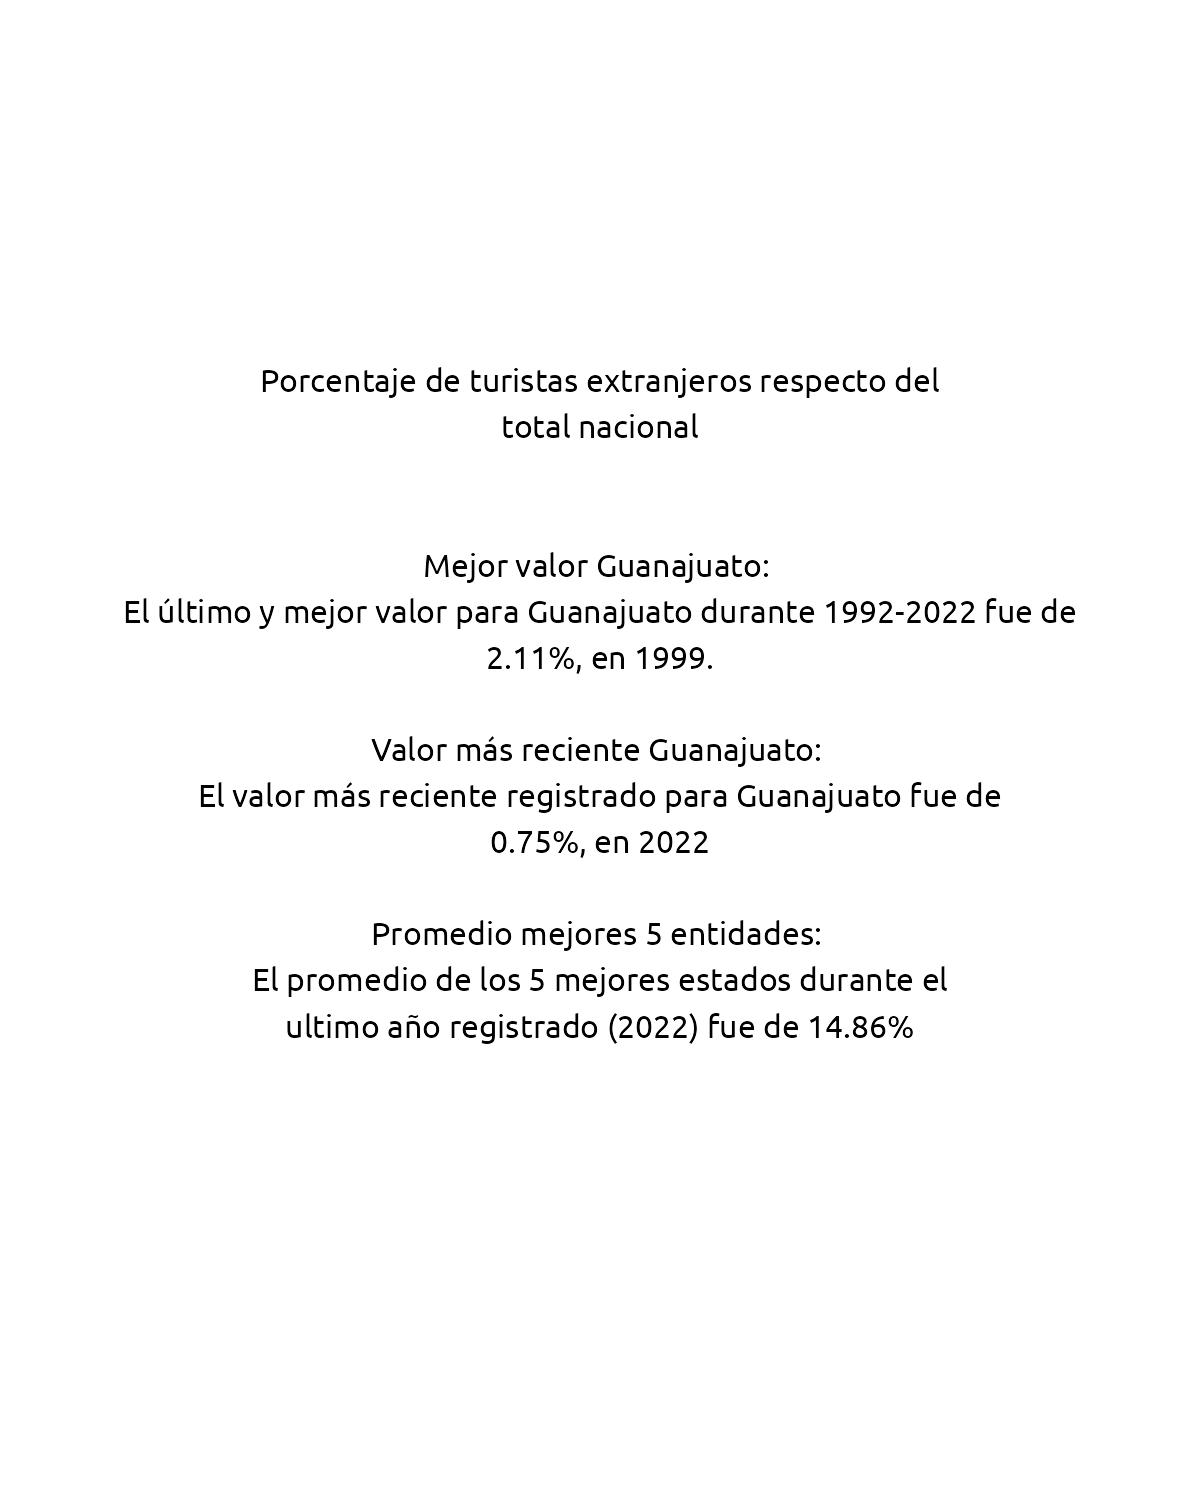 Porcentaje de turistas extranjeros respecto del
total nacional
Mejor valor Guanajuato:
El último y mejor valor para Guanajuato durante 1992-2022 fue de
2.11%, en 1999.
Valor más reciente Guanajuato:
El valor más reciente registrado para Guanajuato fue de
0.75%, en 2022
Promedio mejores 5 entidades:
El promedio de los 5 mejores estados durante el
ultimo año registrado (2022) fue de 14.86%